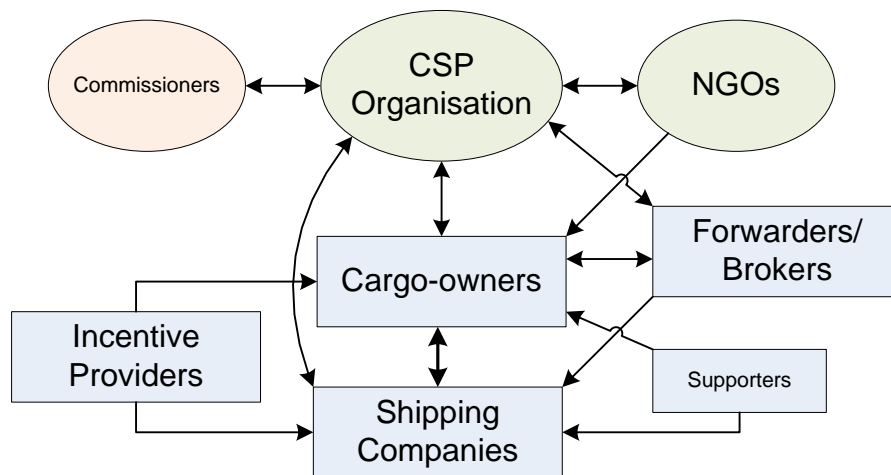 Commissioners
CSP
Organisation
NGOs
Forwarders/
Brokers
Cargo-owners
Incentive
Providers
Supporters
Shipping
Companies